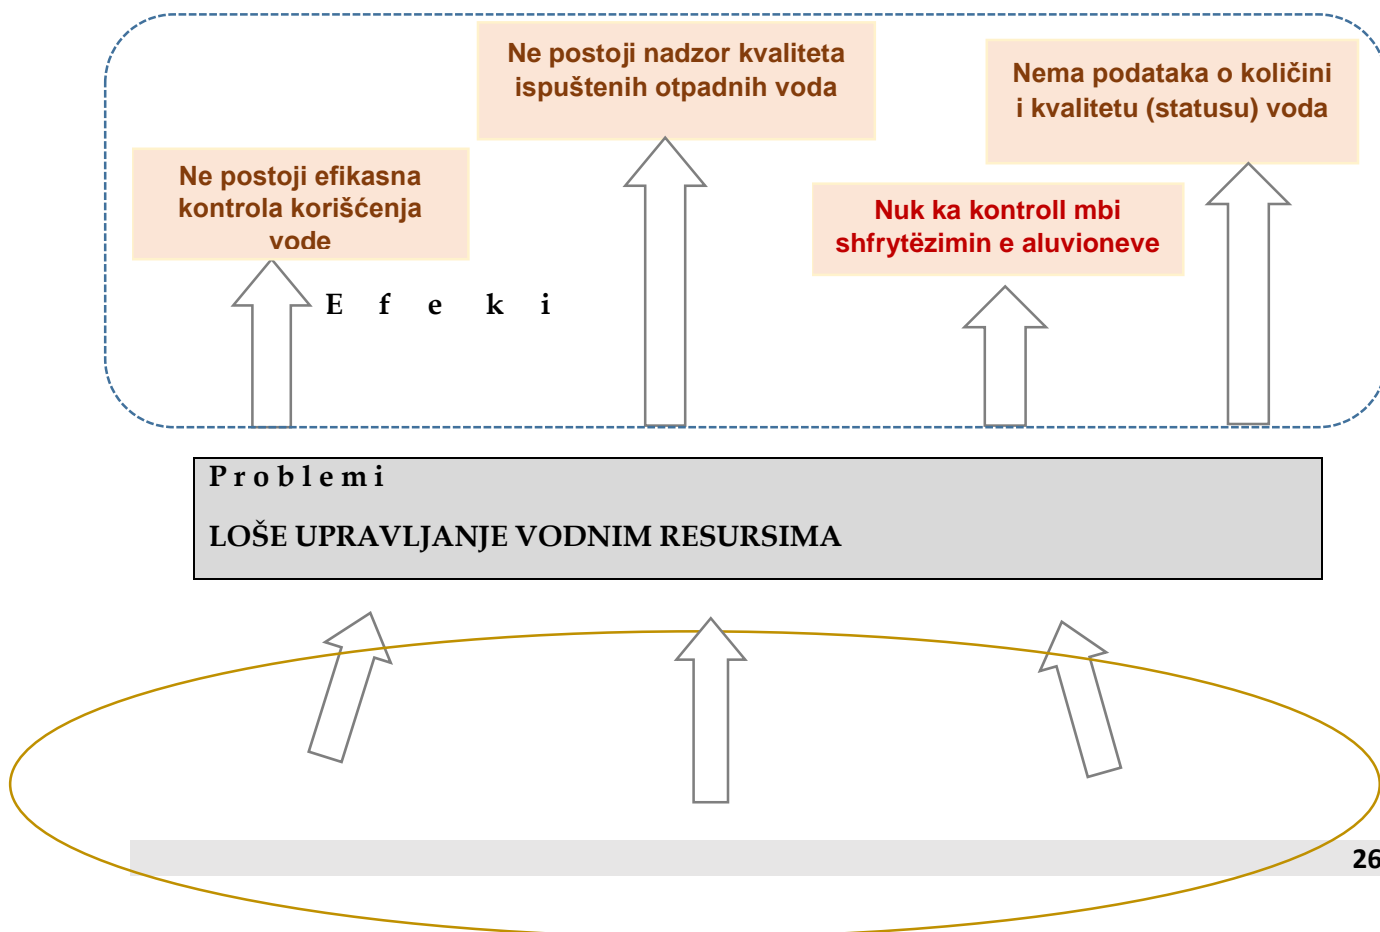 Ne postoji nadzor kvaliteta
ispuštenih otpadnih voda
Nema podataka o količini
i kvalitetu (statusu) voda
Ne postoji efikasna
kontrola korišćenja
vode
Nuk ka kontroll mbi
shfrytëzimin e aluvioneve
E f e k i
P r o b l e m i
LOŠE UPRAVLJANJE VODNIM RESURSIMA
26